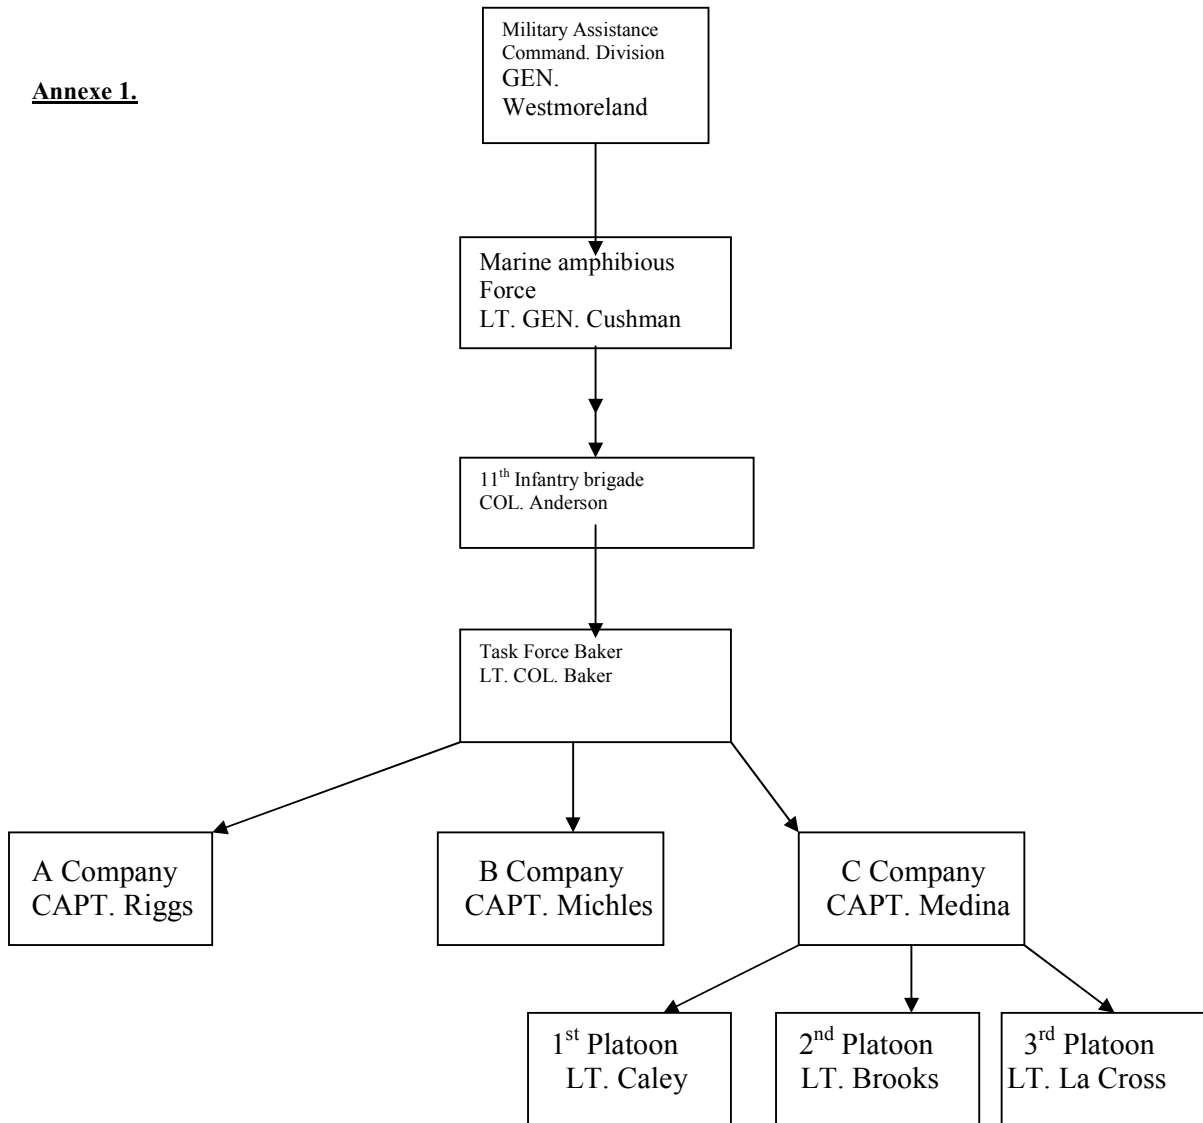 Military Assistance
Command. Division
GEN.
Westmoreland
Annexe 1.
Marine amphibious
Force
LT. GEN. Cushman
11th Infantry brigade
COL. Anderson
Task Force Baker
LT. COL. Baker
A Company
CAPT. Riggs
B Company
CAPT. Michles
C Company
CAPT. Medina
1st Platoon
LT. Caley
2nd Platoon
LT. Brooks
3rd Platoon
LT. La Cross